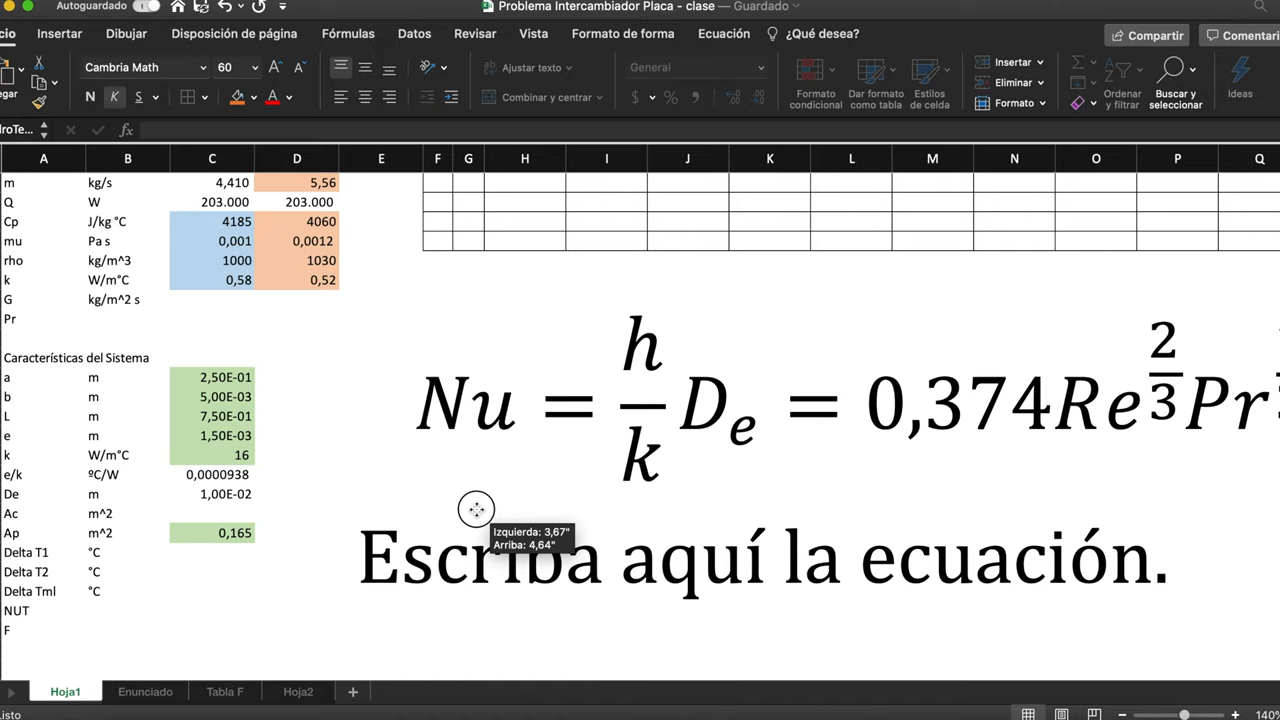 Autoguardado
Problema Intercambiador Placa - clase — Guardado
cio Insertar Dibujar Disposición de página Fórmulas Datos Revisar Vista Formato de forma Ecuación ¿Qué desea? Compartir Comentari
egar Cambria Math 60 Ajustar texto General Insertar
N K S Combinar y centrar $ % Formato condicional Dar formato como tabla Estilos de celda Eliminar Formato Ordenar y filtrar Buscar y seleccionar Ideas
droTe... fx
A B C D E F G H I J K L M N O P Q
m kg/s 4,410 5,56
Q W 203.000 203.000
Cp J/kg °C 4185 4060
mu Pa s 0,001 0,0012
rho kg/m^3 1000 1030
k W/m°C 0,58 0,52
G kg/m^2 s
Pr
Características del Sistema
a m 2,50E-01
b m 5,00E-03
L m 7,50E-01
e m 1,50E-03
k W/m°C 16
e/k ºC/W 0,0000938
De m 1,00E-02
Ac m^2
Ap m^2 0,165
Delta T1 °C
Delta T2 °C
Delta Tml °C
NUT
F
Nu = h/k De = 0,374Re^2/3 Pr
Izquierda: 3,67"
Arriba: 4,64"
Escriba aquí la ecuación.
Hoja1 Enunciado Tabla F Hoja2 +
Listo
140%